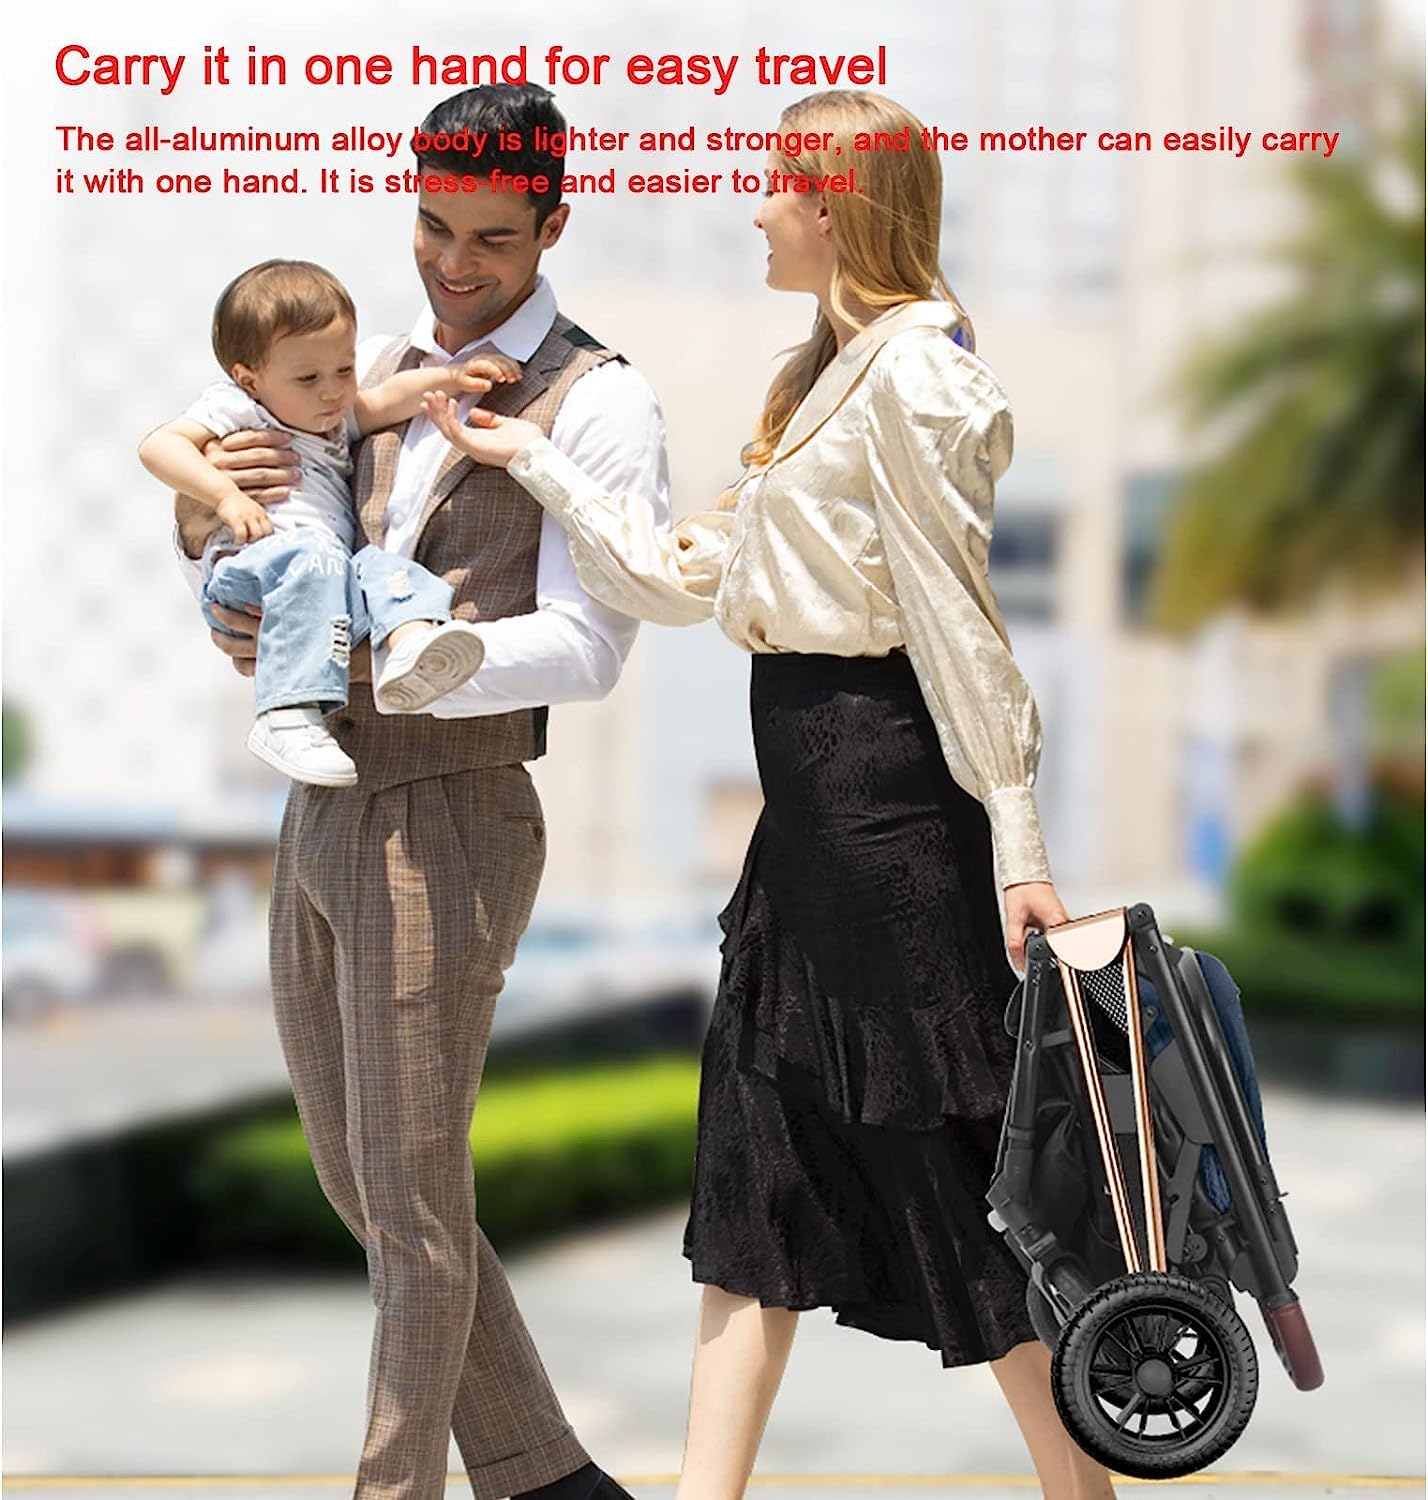 Carry it in one hand for easy travel
The all-aluminum alloy body is lighter and stronger, and the mother can easily carry
it with one hand. It is stress-free and easier to travel.